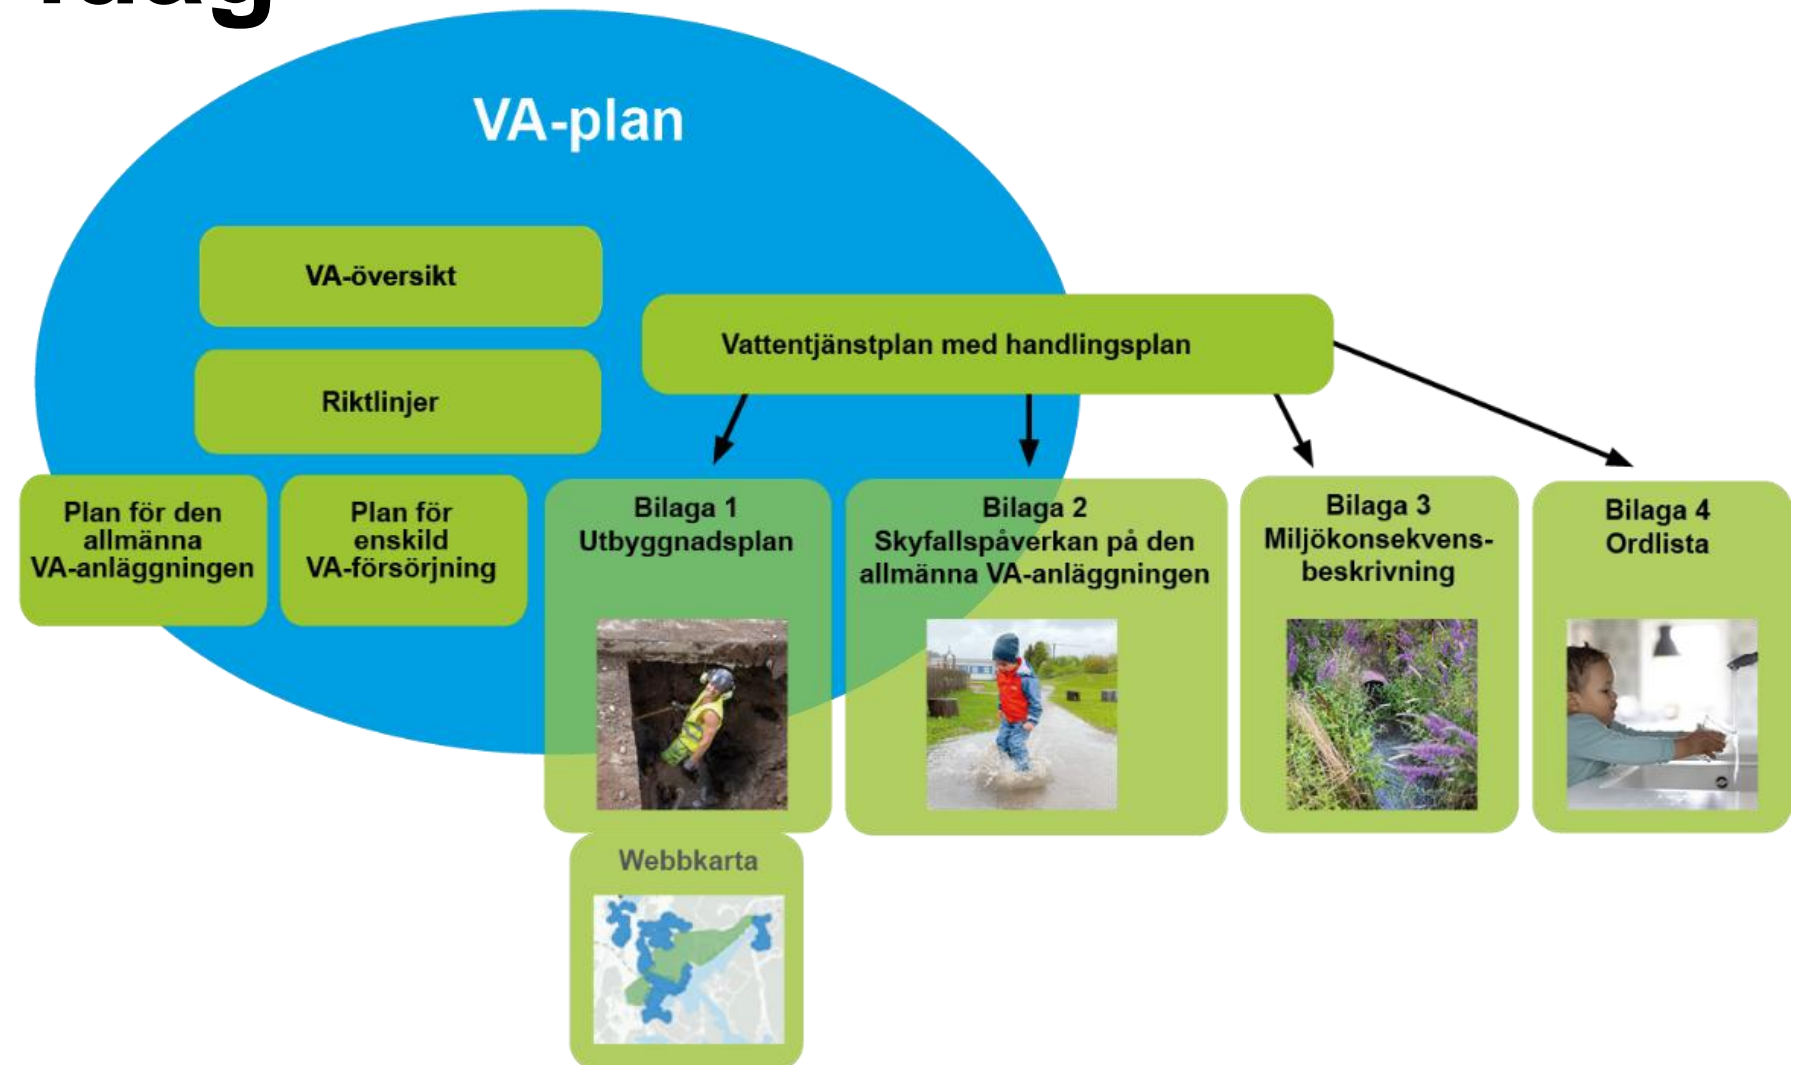 VA-plan
VA-översikt
Vattentjänstplan med handlingsplan
Riktlinjer
Plan för den
allmänna
VA-anläggningen
Plan för
enskild
VA-försörjning
Bilaga 1
Utbyggnadsplan
Bilaga 2
Skyfallspåverkan på den
allmänna VA-anläggningen
Bilaga 3
Miljökonsekvens-
beskrivning
Bilaga 4
Ordlista
Webbkarta